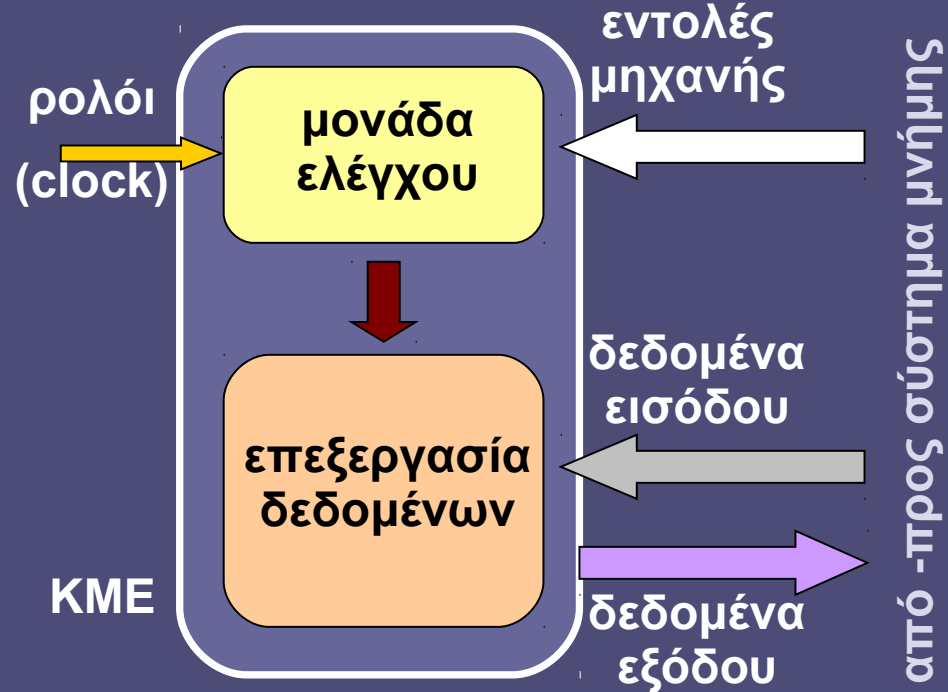 ρολόι
(clock)
μονάδα
ελέγχου
εντολές
μηχανής
δεδομένα
εισόδου
επεξεργασία
δεδομένων
δεδομένα
εξόδου
ΚΜΕ
από -προς σύστημα μνήμης